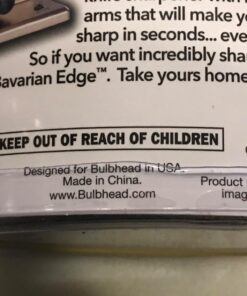 arms that will make you
sharp in seconds... eve
So if you want incredibly sha
Bavarian Edge™. Take yours home
KEEP OUT OF REACH OF CHILDREN
Designed for Bulbhead in USA.
Made in China.
www.Bulbhead.com
Product
imag